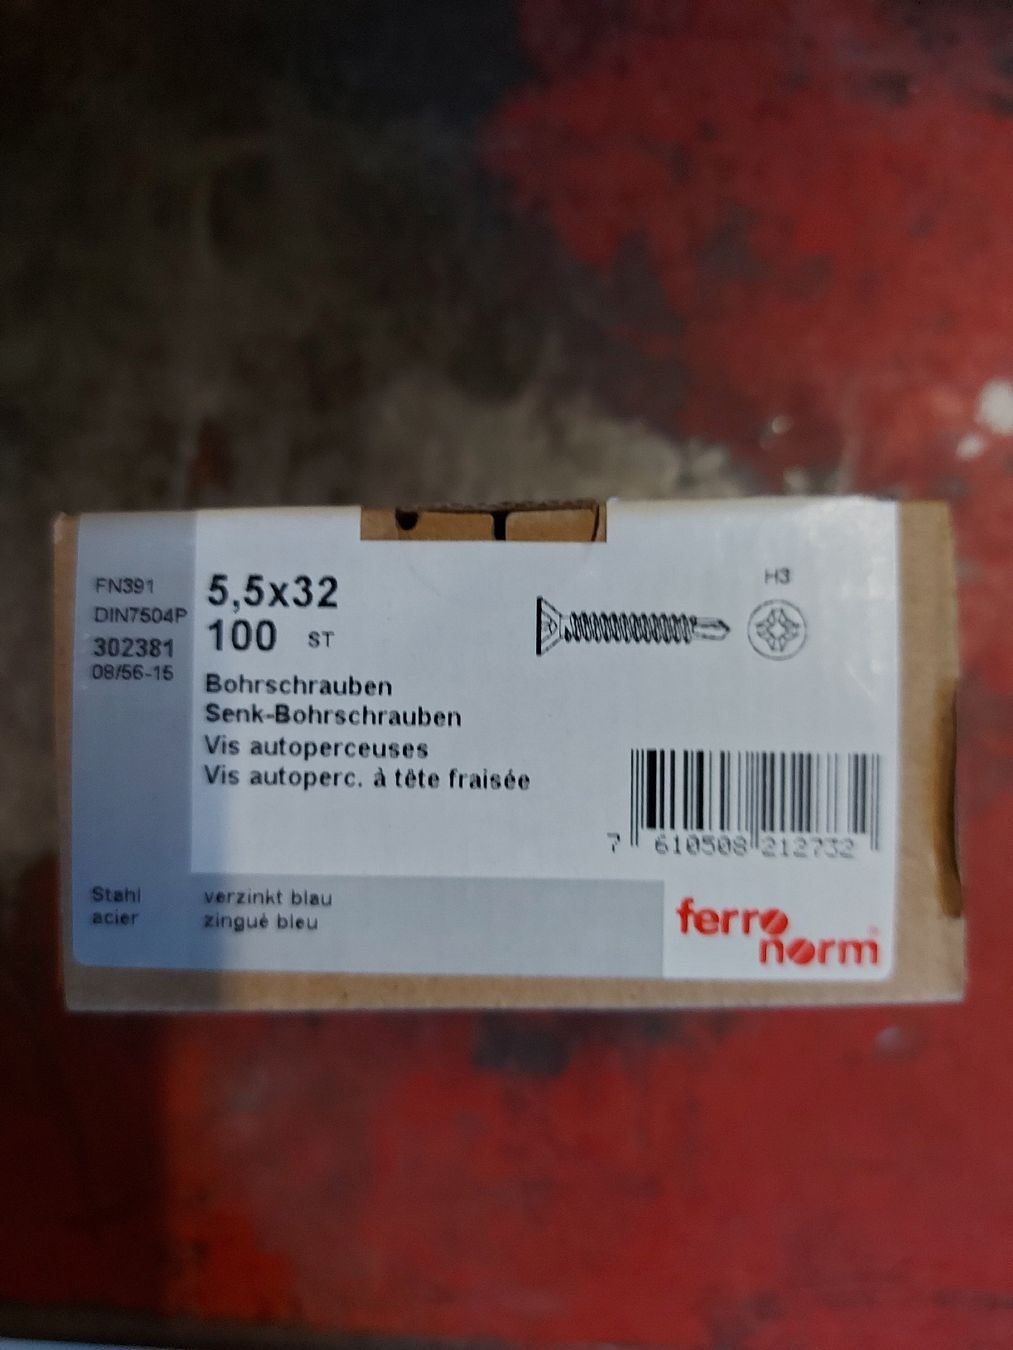 FN391
DIN7504P
302381
08/56-15
5,5x32
100 ST
Bohrschrauben
Senk-Bohrschrauben
Vis autoperceuses
Vis autoperc. à tête fraisée
H3
7 610508 212732
Stahl
acier
verzinkt blau
zingué bleu
ferro
norm